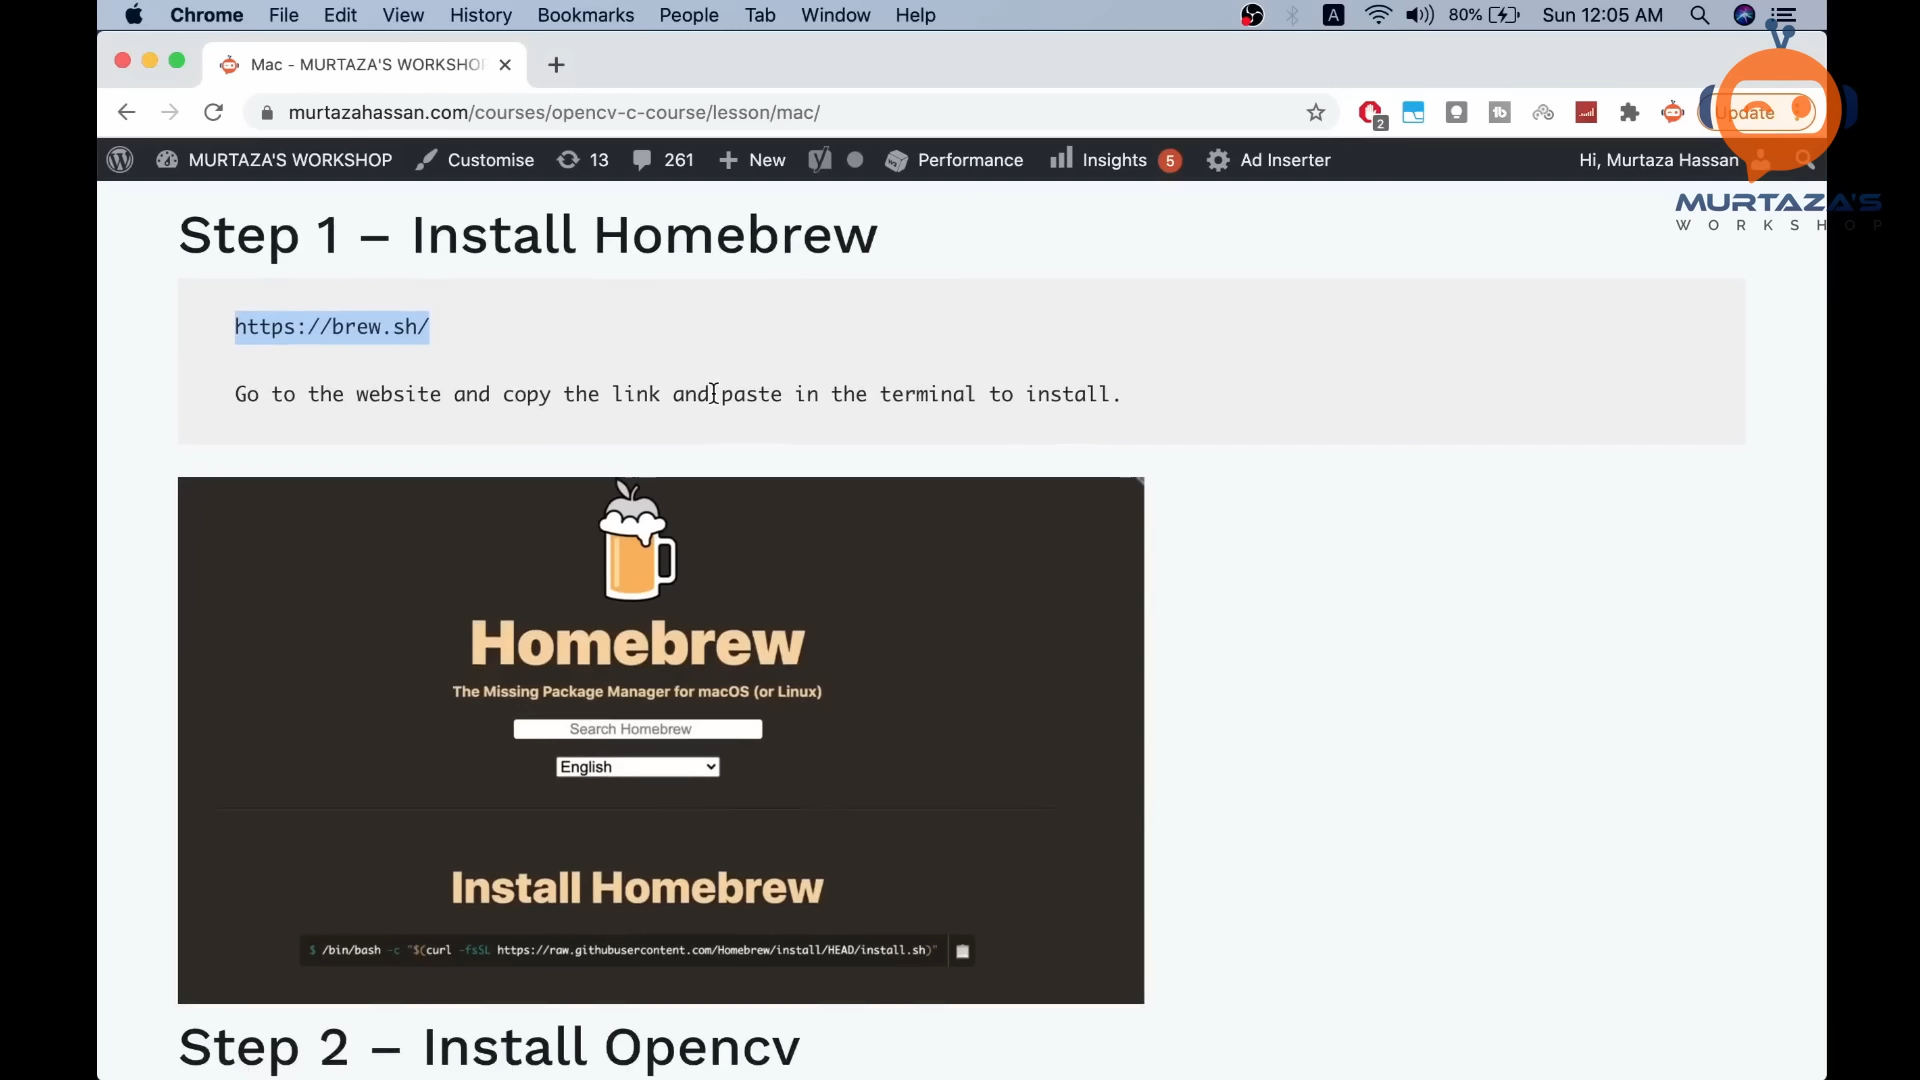 Chrome File Edit View History Bookmarks People Tab Window Help A 80% Sun 12:05 AM
Mac - MURTAZA'S WORKSHO
murtazahassan.com/courses/opencv-c-course/lesson/mac/ 2 tb Update
MURTAZA'S WORKSHOP Customise 13 261 New Performance Insights 5 Ad Inserter Hi, Murtaza Hassan
MURTAZA'S
WORKSHOP
Step 1 – Install Homebrew
https://brew.sh/
Go to the website and copy the link and paste in the terminal to install.
Homebrew
The Missing Package Manager for macOS (or Linux)
Search Homebrew
English
Install Homebrew
$ /bin/bash -c "$(curl -fsSL https://raw.githubusercontent.com/Homebrew/install/HEAD/install.sh)"
Step 2 – Install Opencv